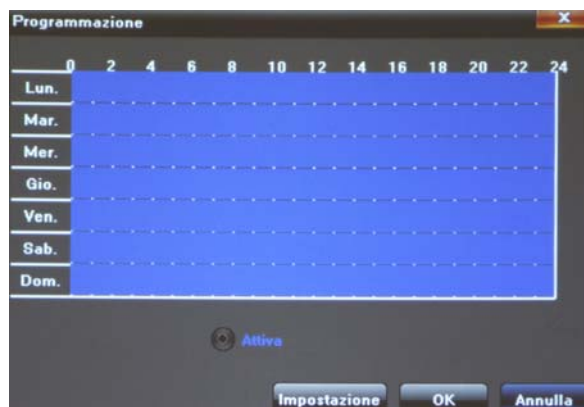 Programmazione X
0 2 4 6 8 10 12 14 16 18 20 22 24
Lun.
Mar.
Mer.
Gio.
Ven.
Sab.
Dom.
Attiva
Impostazione OK Annulla